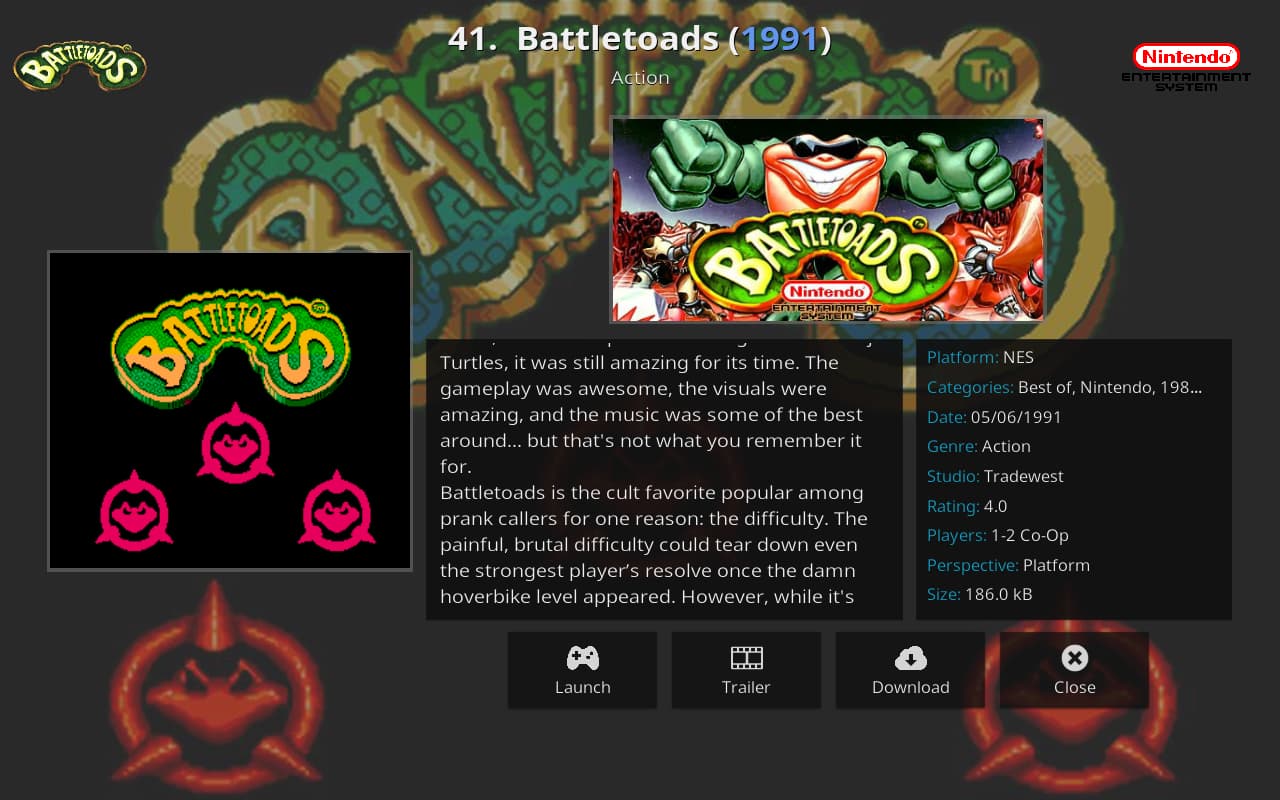 41. Battletoads (1991)
Action
BATTLETOADS
Nintendo
ENTERTAINMENT
SYSTEM
BATTLETOADS
TM
BATTLETOADS
Nintendo
ENTERTAINMENT
SYSTEM
BATTLETOADS
TM
Turtles, it was still amazing for its time. The
gameplay was awesome, the visuals were
amazing, and the music was some of the best
around... but that's not what you remember it
for.
Battletoads is the cult favorite popular among
prank callers for one reason: the difficulty. The
painful, brutal difficulty could tear down even
the strongest player’s resolve once the damn
hoverbike level appeared. However, while it's
Platform: NES
Categories: Best of, Nintendo, 198...
Date: 05/06/1991
Genre: Action
Studio: Tradewest
Rating: 4.0
Players: 1-2 Co-Op
Perspective: Platform
Size: 186.0 kB
Launch
Trailer
Download
Close